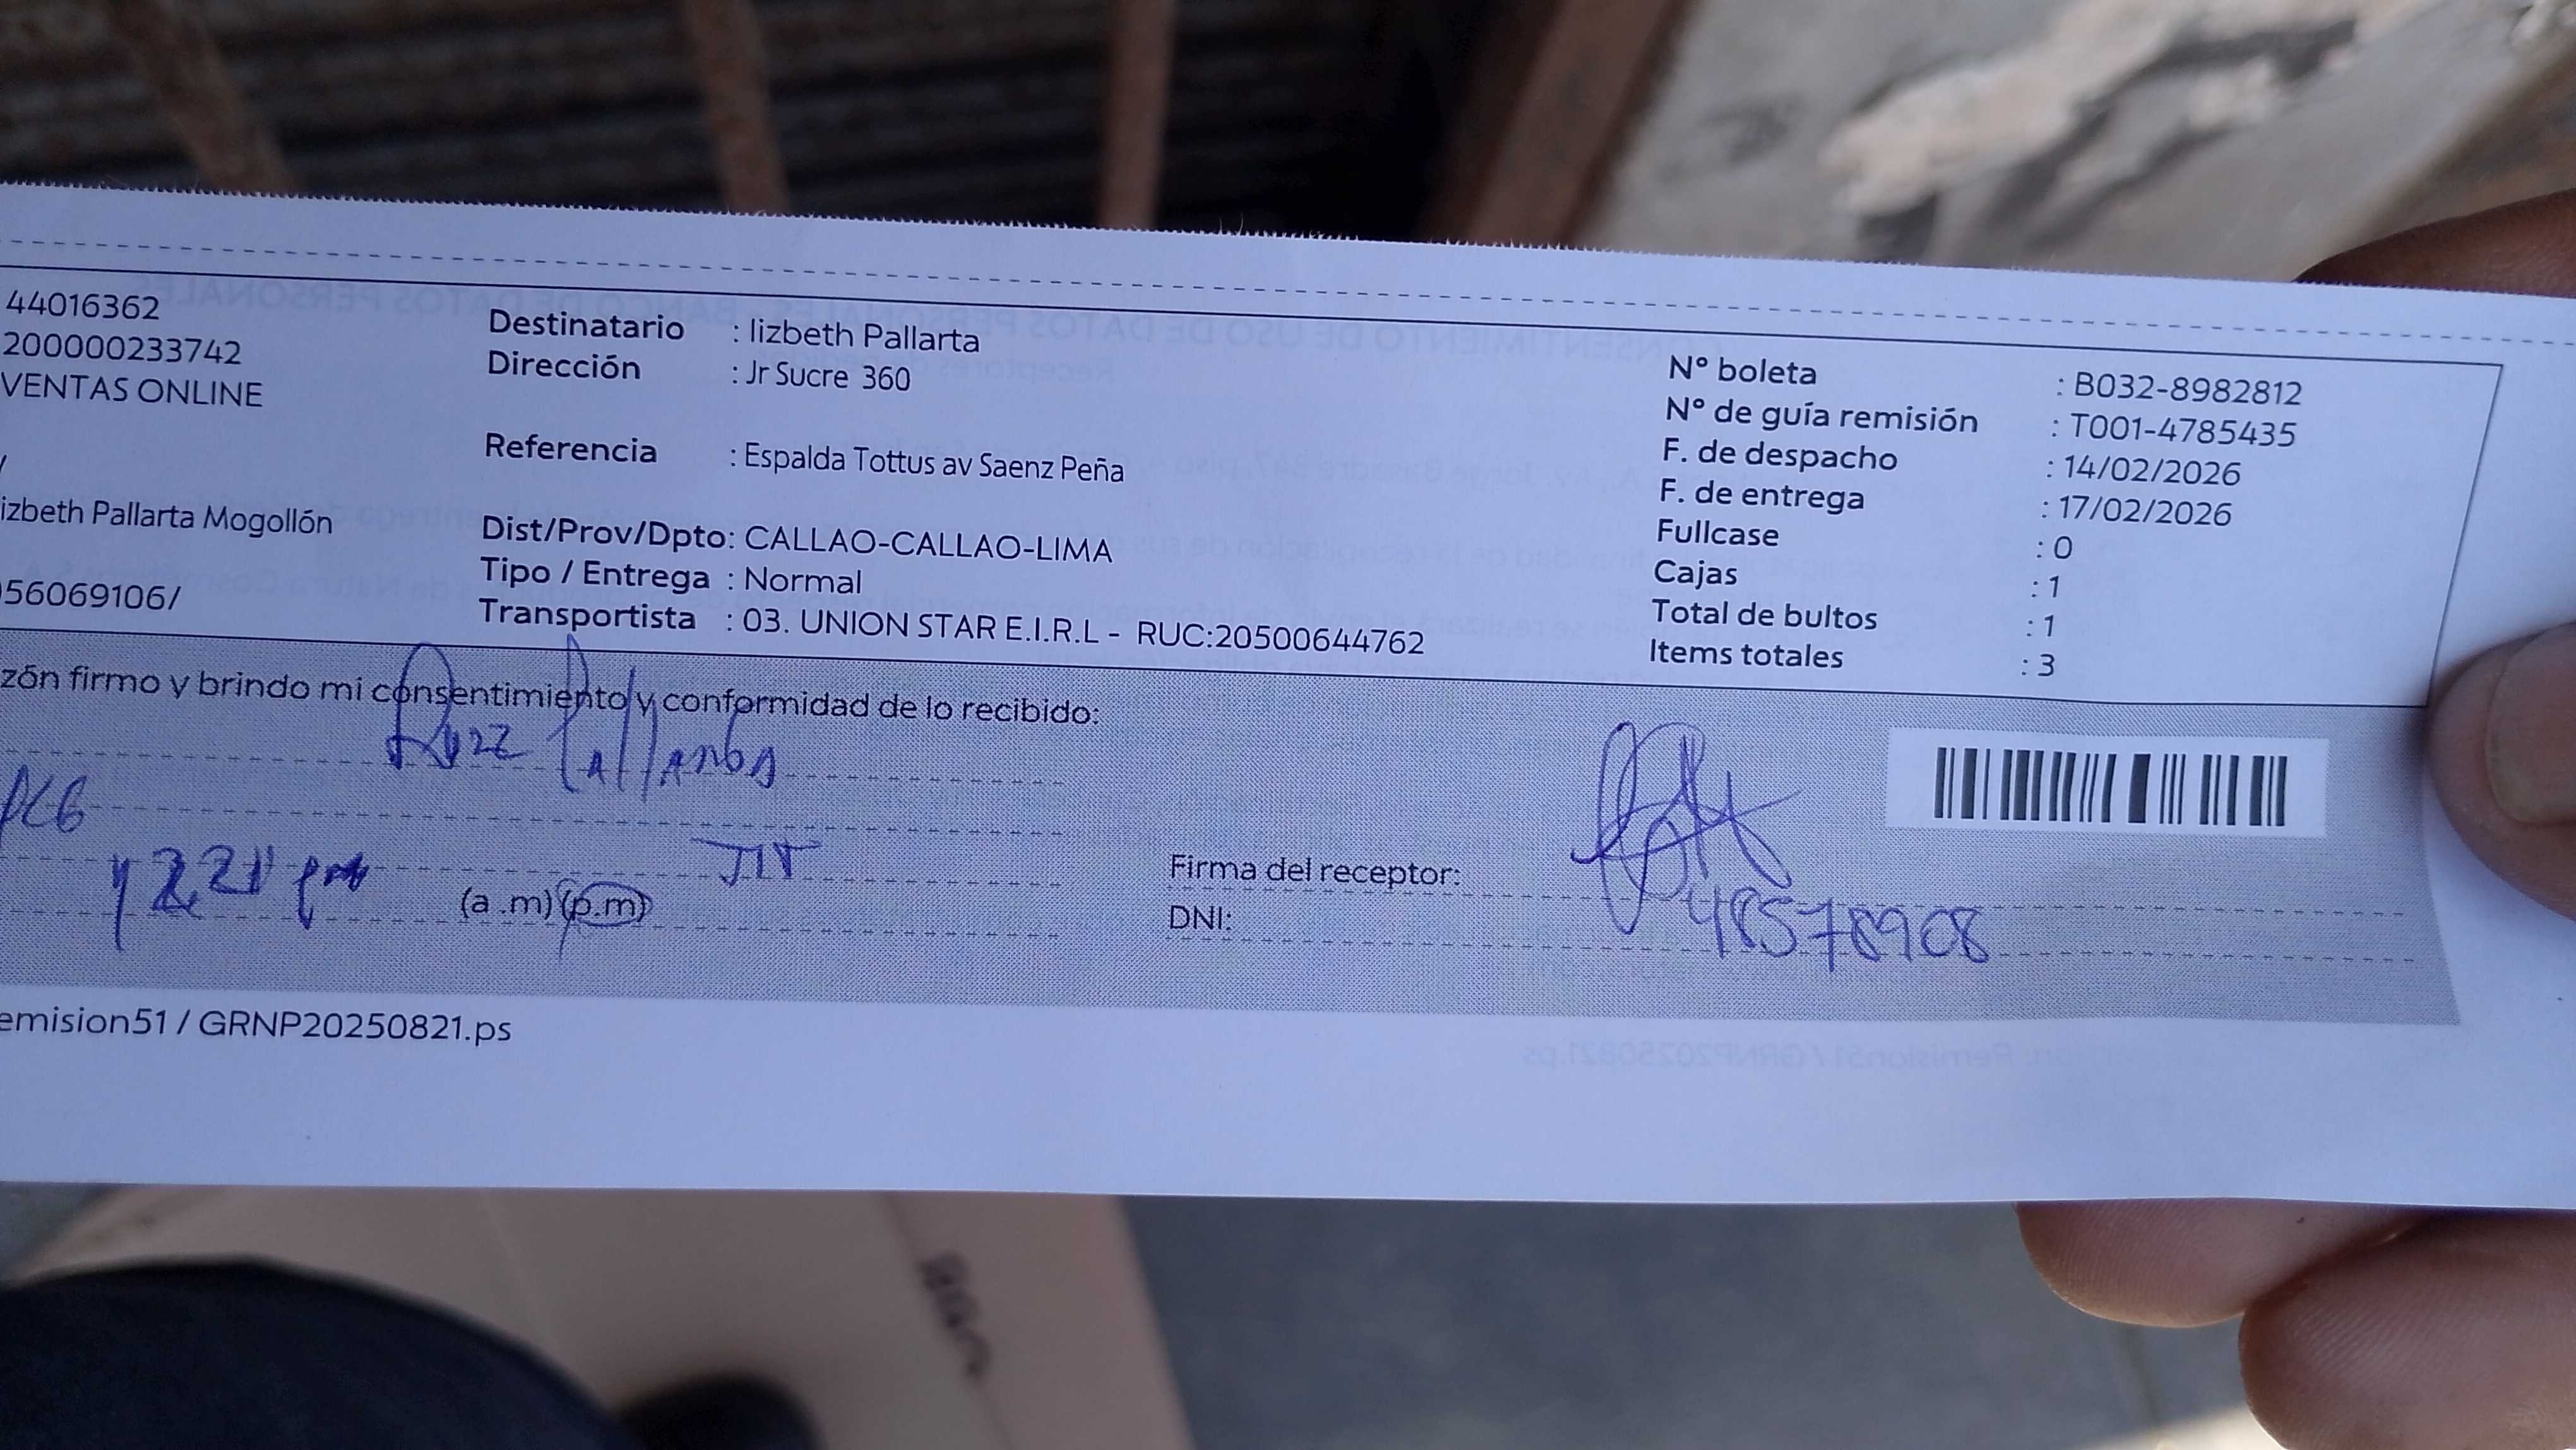 44016362
200000233742
VENTAS ONLINE
izbeth Pallarta Mogollón
56069106/
Destinatario : lizbeth Pallarta
Dirección : Jr Sucre 360
Referencia : Espalda Tottus av Saenz Peña
Dist/Prov/Dpto: CALLAO-CALLAO-LIMA
Tipo / Entrega : Normal
Transportista : 03. UNION STAR E.I.R.L - RUC:20500644762
N° boleta : B032-8982812
N° de guía remisión : T001-4785435
F. de despacho : 14/02/2026
F. de entrega : 17/02/2026
Fullcase : 0
Cajas : 1
Total de bultos : 1
Items totales : 3
zón firmo y brindo mi consentimiento y conformidad de lo recibido:
(a .m) (p.m)
Firma del receptor:
DNI: 48578908
emision51 / GRNP20250821.ps